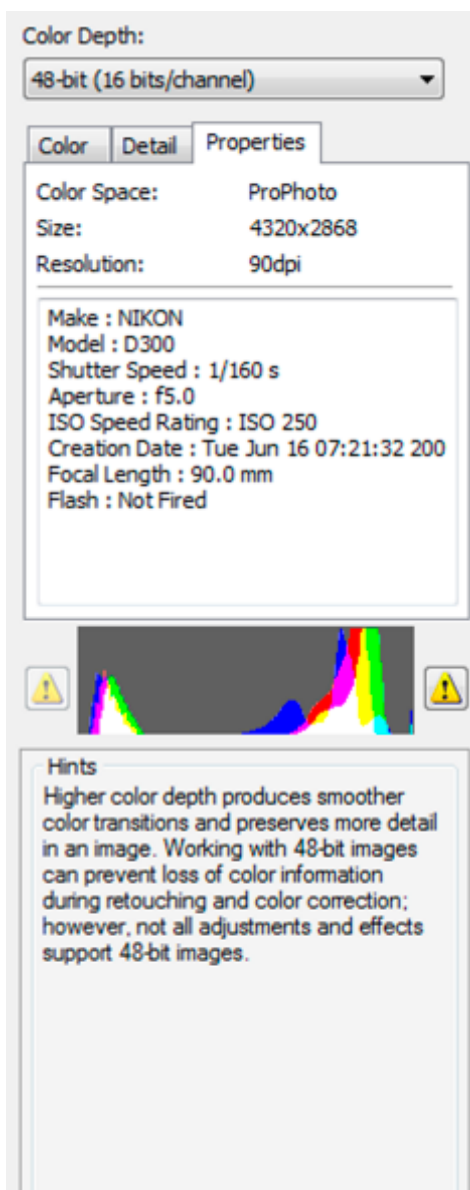 Color Depth:
48-bit (16 bits/channel)
Color Detail Properties
Color Space: ProPhoto
Size: 4320x2868
Resolution: 90dpi
Make : NIKON
Model : D300
Shutter Speed : 1/160 s
Aperture : f5.0
ISO Speed Rating : ISO 250
Creation Date : Tue Jun 16 07:21:32 200
Focal Length : 90.0 mm
Flash : Not Fired
Hints
Higher color depth produces smoother
color transitions and preserves more detail
in an image. Working with 48-bit images
can prevent loss of color information
during retouching and color correction;
however, not all adjustments and effects
support 48-bit images.